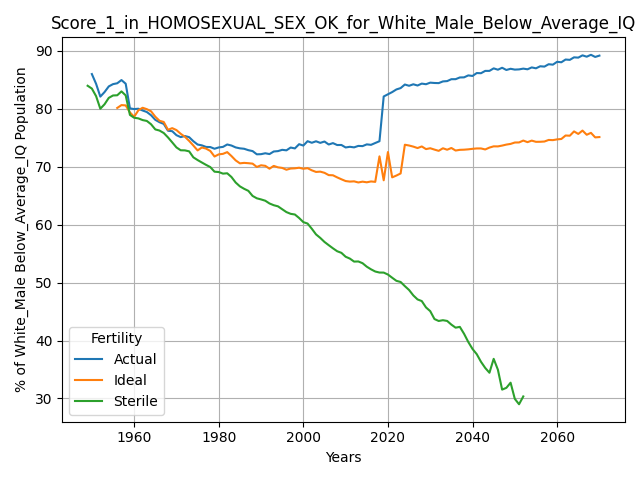 Score_1_in_HOMOSEXUAL_SEX_OK_for_White_Male_Below_Average_IQ
% of White_Male Below_Average_IQ Population
90
80
70
60
50
40
30
Fertility
Actual
Ideal
Sterile
1960 1980 2000 2020 2040 2060
Years